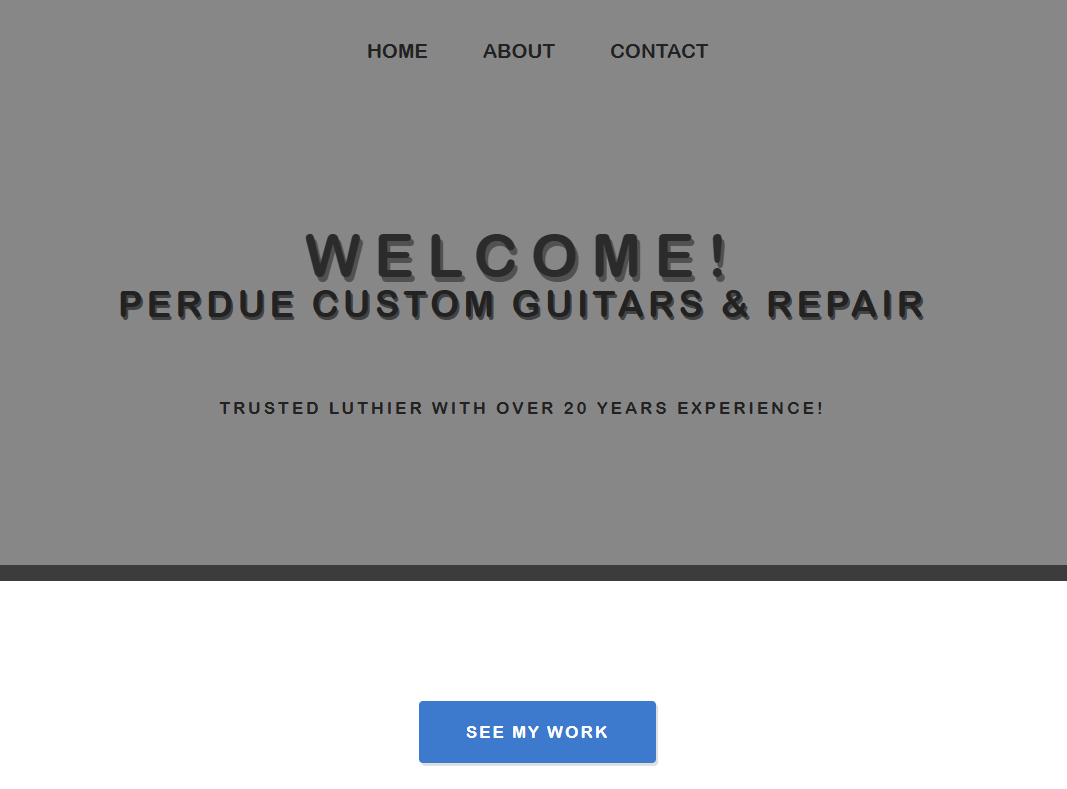 HOME ABOUT CONTACT
WELCOME!
PERDUE CUSTOM GUITARS & REPAIR
TRUSTED LUTHIER WITH OVER 20 YEARS EXPERIENCE!
SEE MY WORK